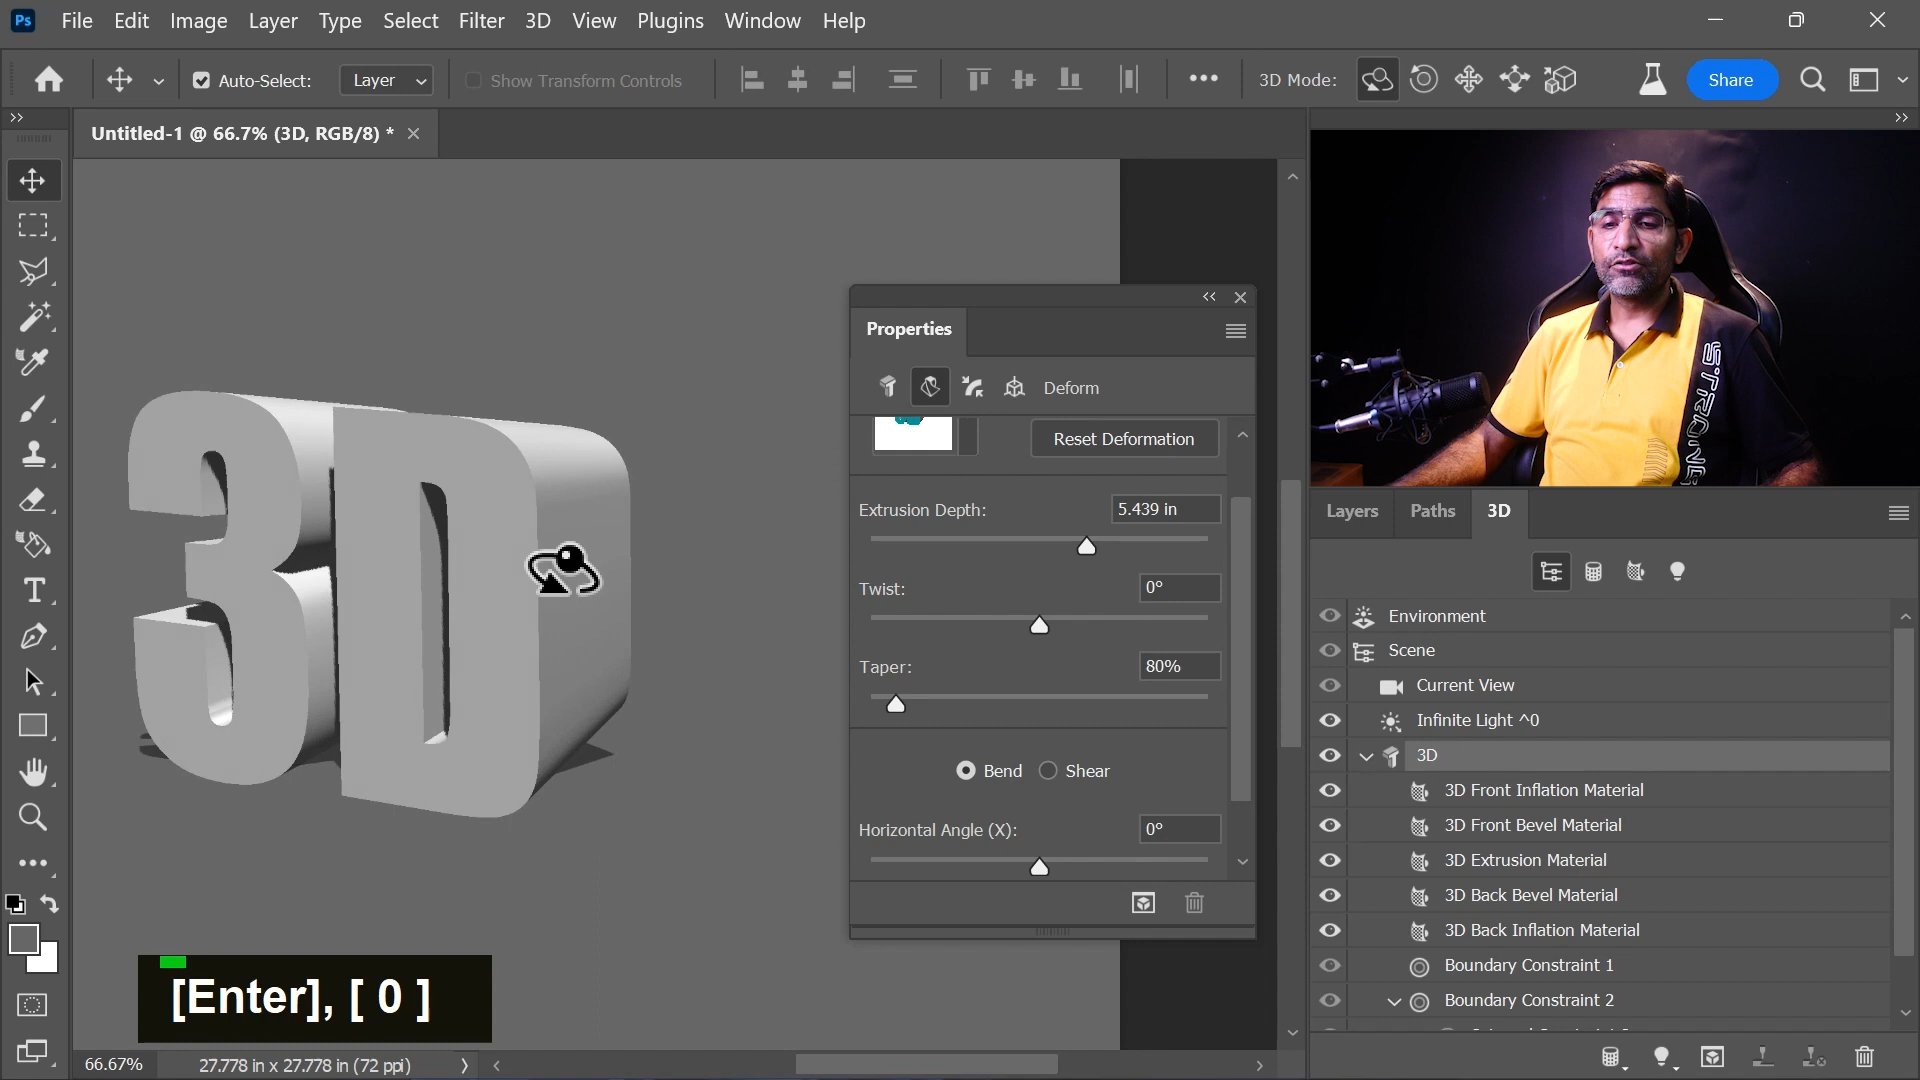 Ps File Edit Image Layer Type Select Filter 3D View Plugins Window Help
Auto-Select: Layer Show Transform Controls 3D Mode: Share
Untitled-1 @ 66.7% (3D, RGB/8) *
3D
Properties
Deform
Reset Deformation
Extrusion Depth: 5.439 in
Twist: 0°
Taper: 80%
Bend Shear
Horizontal Angle (X): 0°
STRONG
Layers Paths 3D
Environment
Scene
Current View
Infinite Light ^0
3D
3D Front Inflation Material
3D Front Bevel Material
3D Extrusion Material
3D Back Bevel Material
3D Back Inflation Material
Boundary Constraint 1
Boundary Constraint 2
[Enter], [ 0 ]
66.67% 27.778 in x 27.778 in (72 ppi)